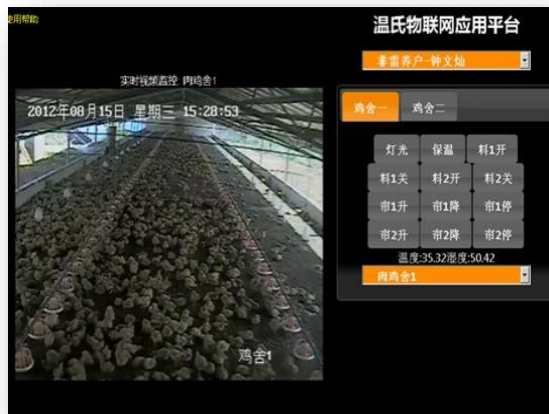 使用帮助
温氏物联网应用平台
养户-钟文灿
实时视频监控: 肉鸡舍1
2012年08月15日 星期三 15:28:53
鸡舍一 鸡舍二
灯光 保温 料1开
料1关 料2开 料2关
帘1升 帘1降 帘1停
帘2升 帘2降 帘2停
温度:35.32湿度:50.42
肉鸡舍1
鸡舍1